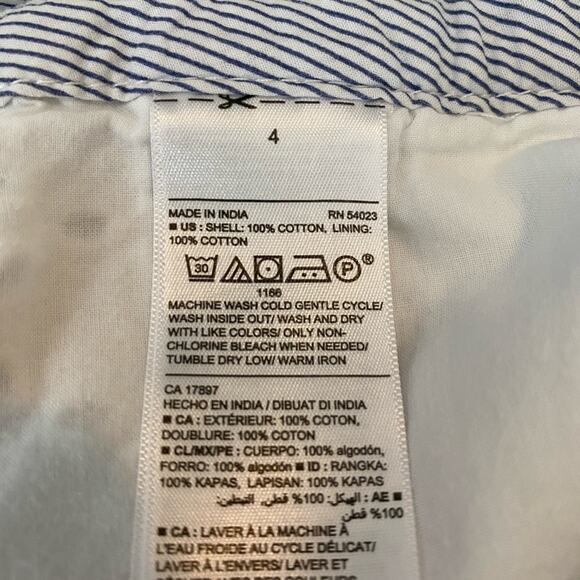 4
MADE IN INDIA RN 54023
■ US : SHELL: 100% COTTON, LINING:
100% COTTON
30 P ®
1166
MACHINE WASH COLD GENTLE CYCLE/
WASH INSIDE OUT/ WASH AND DRY
WITH LIKE COLORS/ ONLY NON-
CHLORINE BLEACH WHEN NEEDED/
TUMBLE DRY LOW/ WARM IRON
CA 17897
HECHO EN INDIA / DIBUAT DI INDIA
■ CA : EXTÉRIEUR: 100% COTON,
DOUBLURE: 100% COTON
■ CL/MX/PE : CUERPO: 100% algodón,
FORRO: 100% algodón ■ ID : RANGKA:
100% KAPAS, LAPISAN: 100% KAPAS
■ AE : الهيكل: 100% قطن, التبطين:
100% قطن
■ CA : LAVER À LA MACHINE À
L'EAU FROIDE AU CYCLE DÉLICAT/
LAVER À L'ENVERS/ LAVER ET